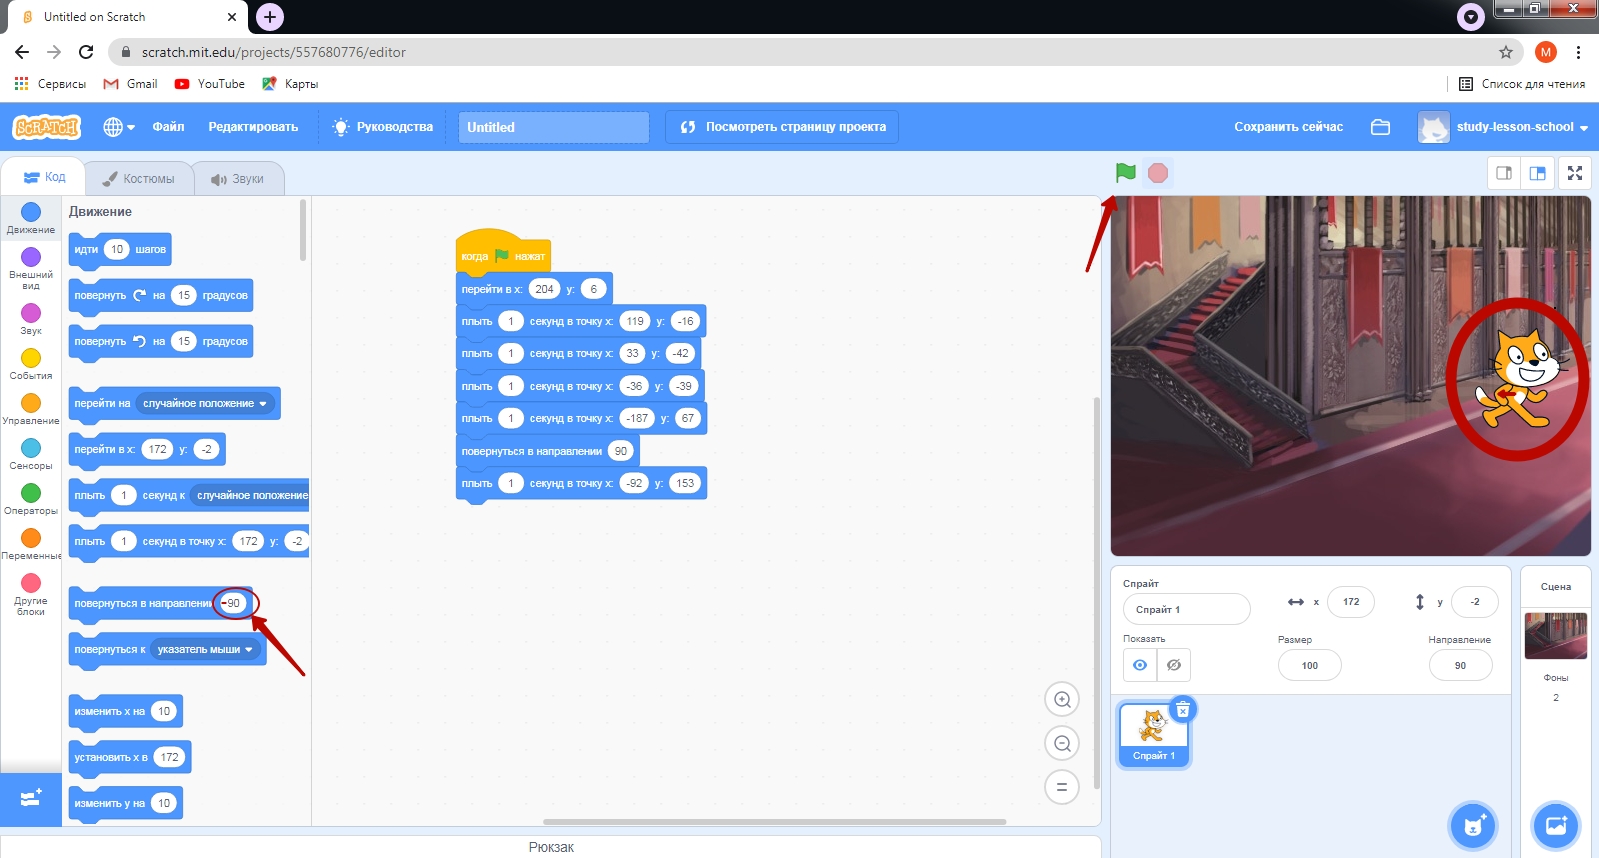 Untitled on Scratch
scratch.mit.edu/projects/557680776/editor
M
Сервисы Gmail YouTube Карты Список для чтения
SCRATCH Файл Редактировать Руководства Untitled Посмотреть страницу проекта Сохранить сейчас study-lesson-school
Код Костюмы Звуки
Движение
Внешний
вид
Звук
События
Управление
Сенсоры
Операторы
Переменные
Другие
блоки
Движение
идти 10 шагов
повернуть на 15 градусов
повернуть на 15 градусов
перейти на случайное положение
перейти в x: 172 y: -2
плыть 1 секунд к случайное положение
плыть 1 секунд в точку x: 172 y: -2
повернуться в направлении -90
повернуться к указатель мыши
изменить x на 10
установить x в 172
изменить y на 10
когда нажат
перейти в x: 204 y: 6
плыть 1 секунд в точку x: 119 y: -16
плыть 1 секунд в точку x: 33 y: -42
плыть 1 секунд в точку x: -36 y: -39
плыть 1 секунд в точку x: -187 y: 67
повернуться в направлении 90
плыть 1 секунд в точку x: -92 y: 153
Рюкзак
Спрайт
Спрайт 1 x 172 y -2
Показать Размер Направление
100 90
Спрайт 1
Сцена
Фоны
2